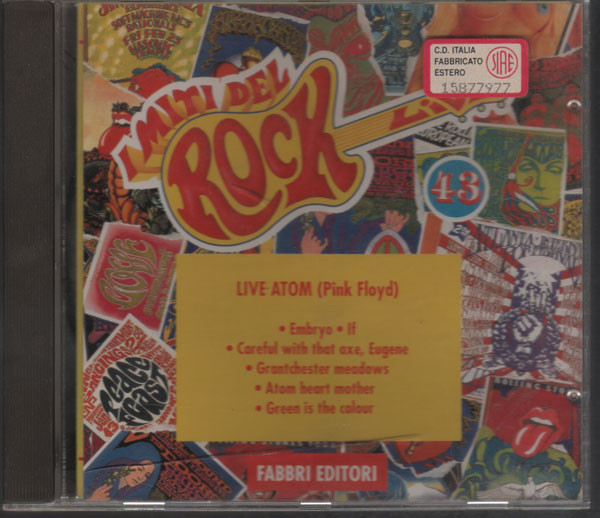 C.D. ITALIA
FABBRICATO
ESTERO
SIAE
15877977
I MITI DEL
ROCK
43
LIVE ATOM (Pink Floyd)
• Embryo • If
• Careful with that axe, Eugene
• Grantchester meadows
• Atom heart mother
• Green is the colour
FABBRI EDITORI